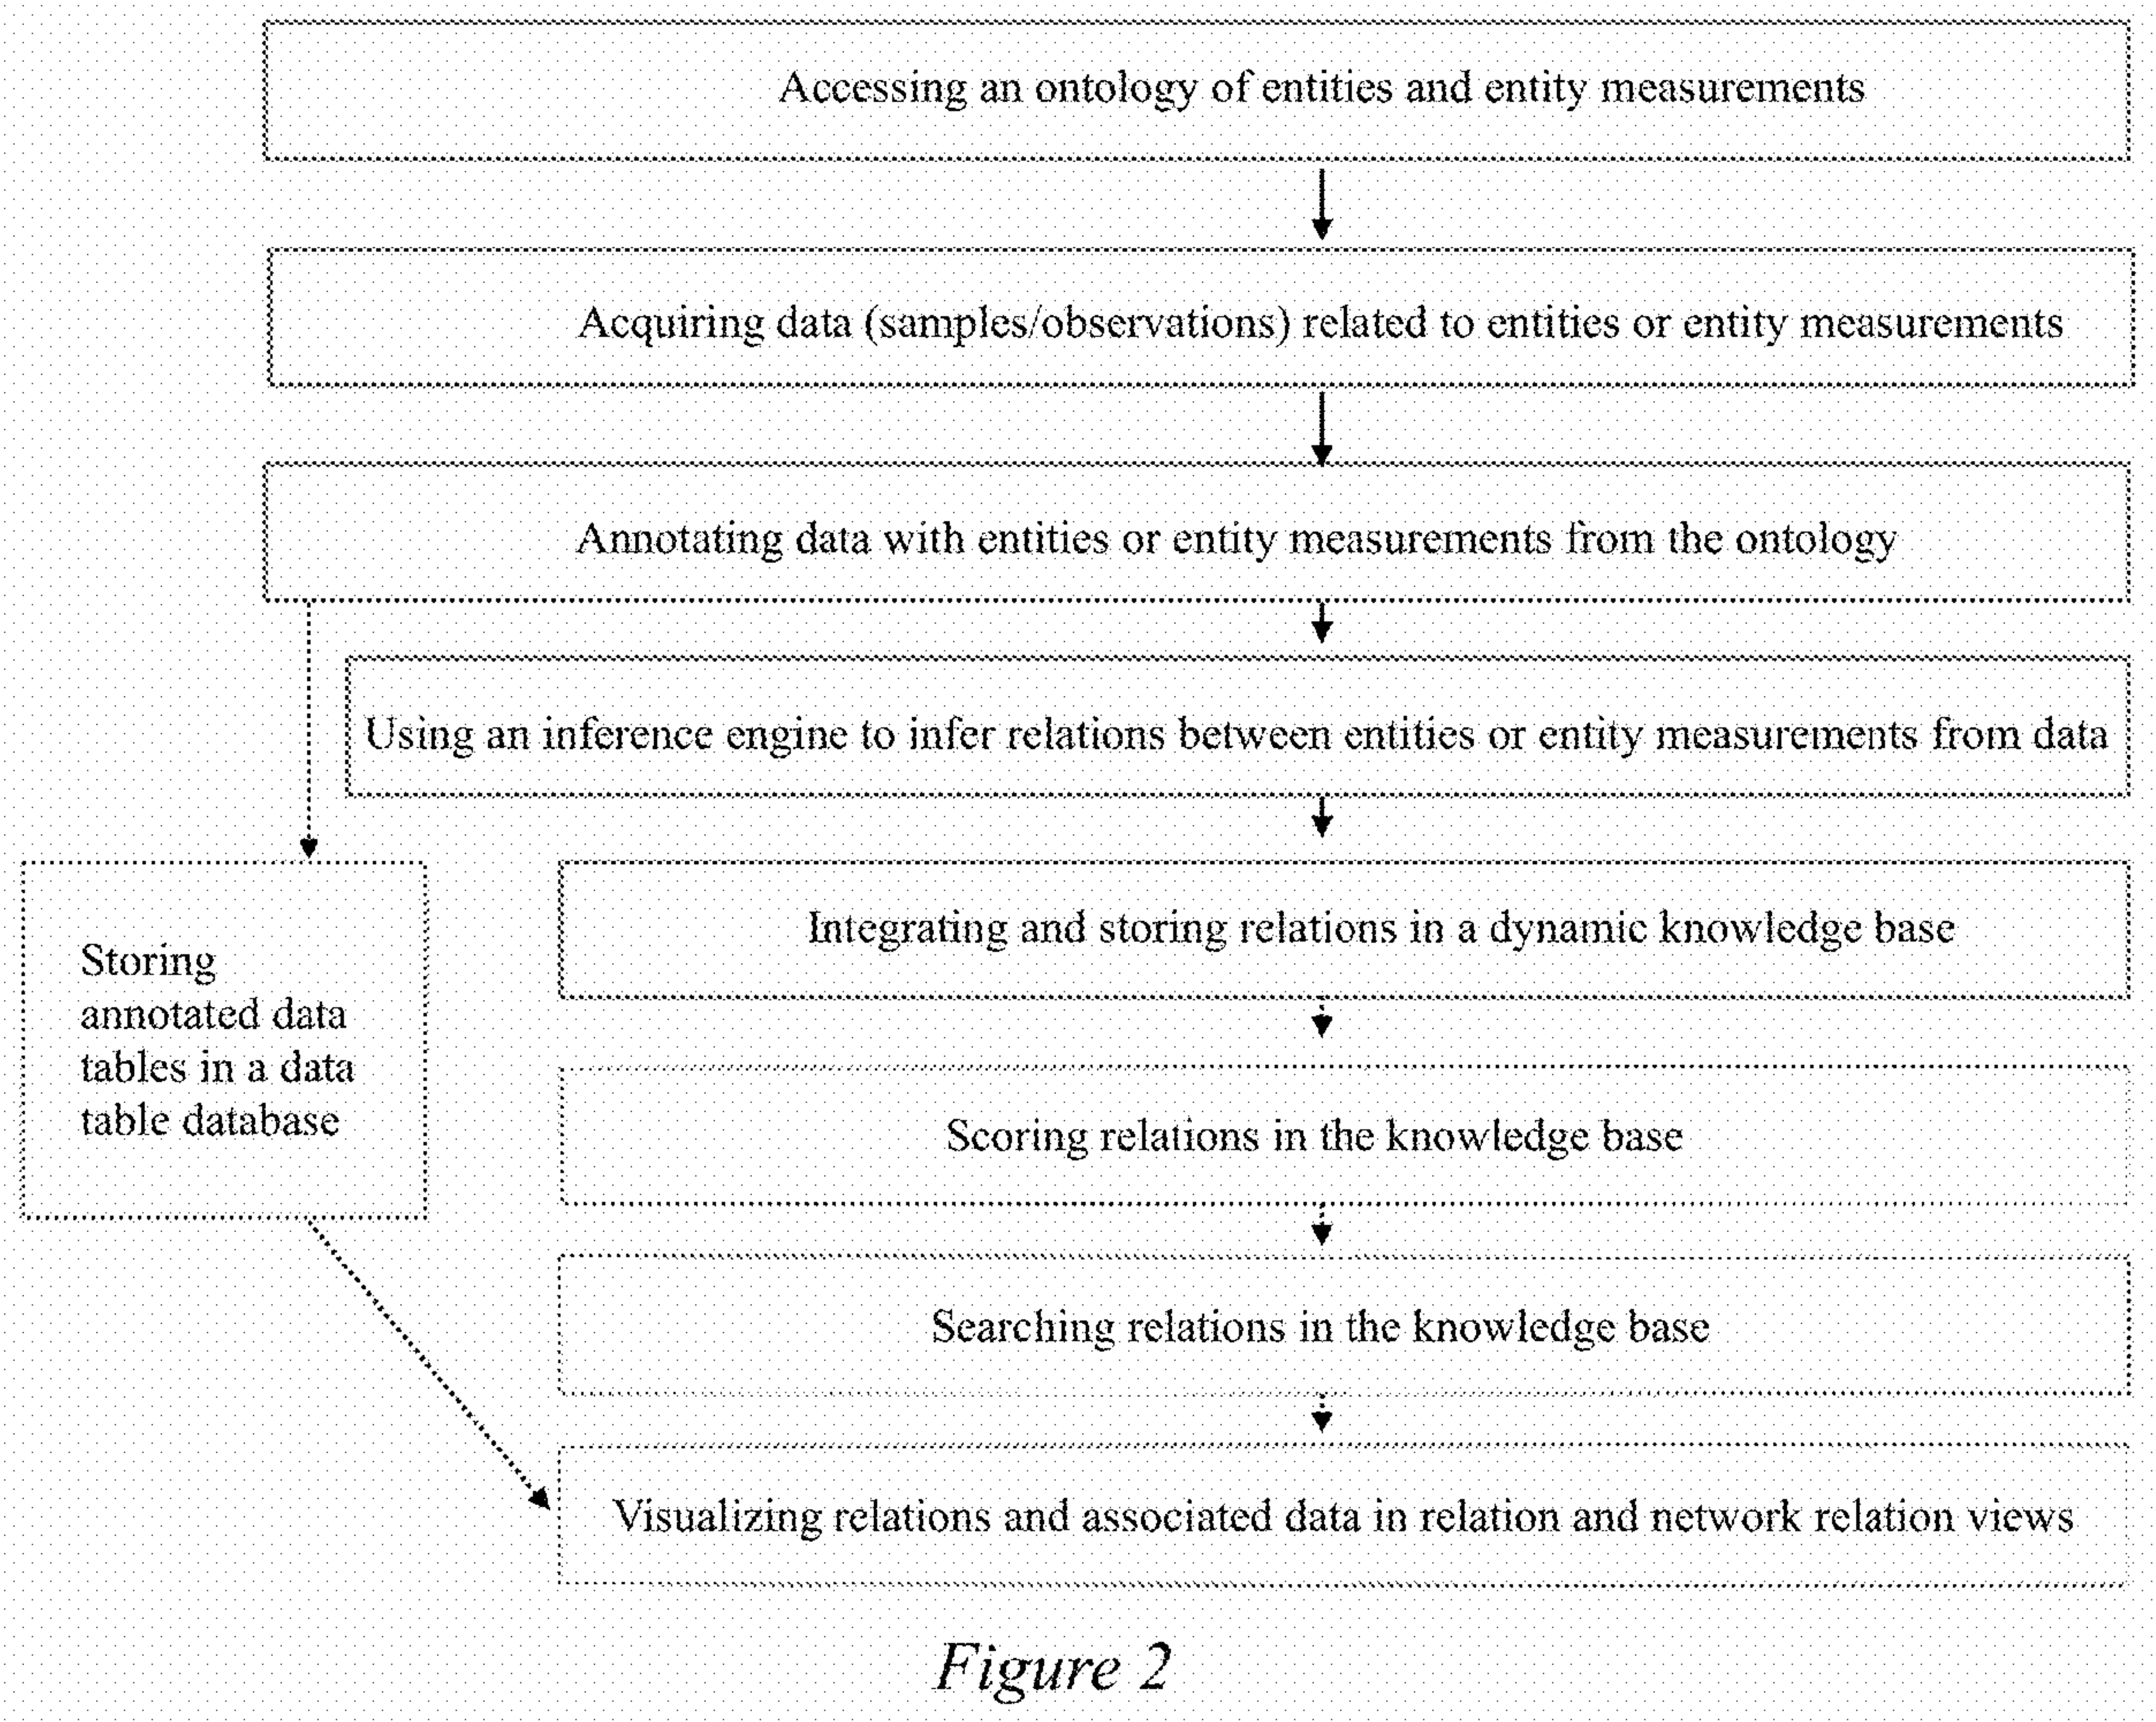 Accessing an ontology of entities and entity measurements
Acquiring data (samples/observations) related to entities or entity measurements
Annotating data with entities or entity measurements from the ontology
Using an inference engine to infer relations between entities or entity measurements from data
Integrating and storing relations in a dynamic knowledge base
Storing
annotated data
tables in a data
table database
Scoring relations in the knowledge base
Searching relations in the knowledge base
Visualizing relations and associated data in relation and network relation views
Figure 2